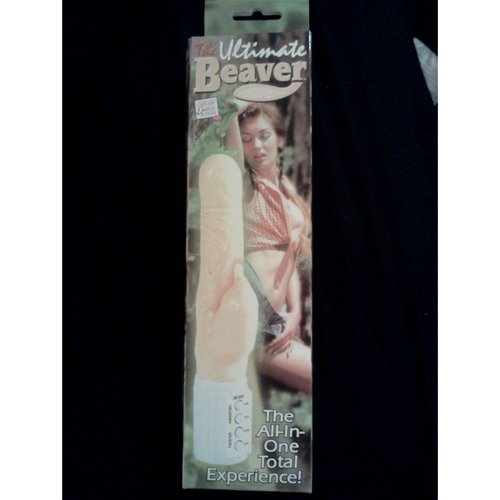 The Ultimate
Beaver
The
All-In-
One
Total
Experience!